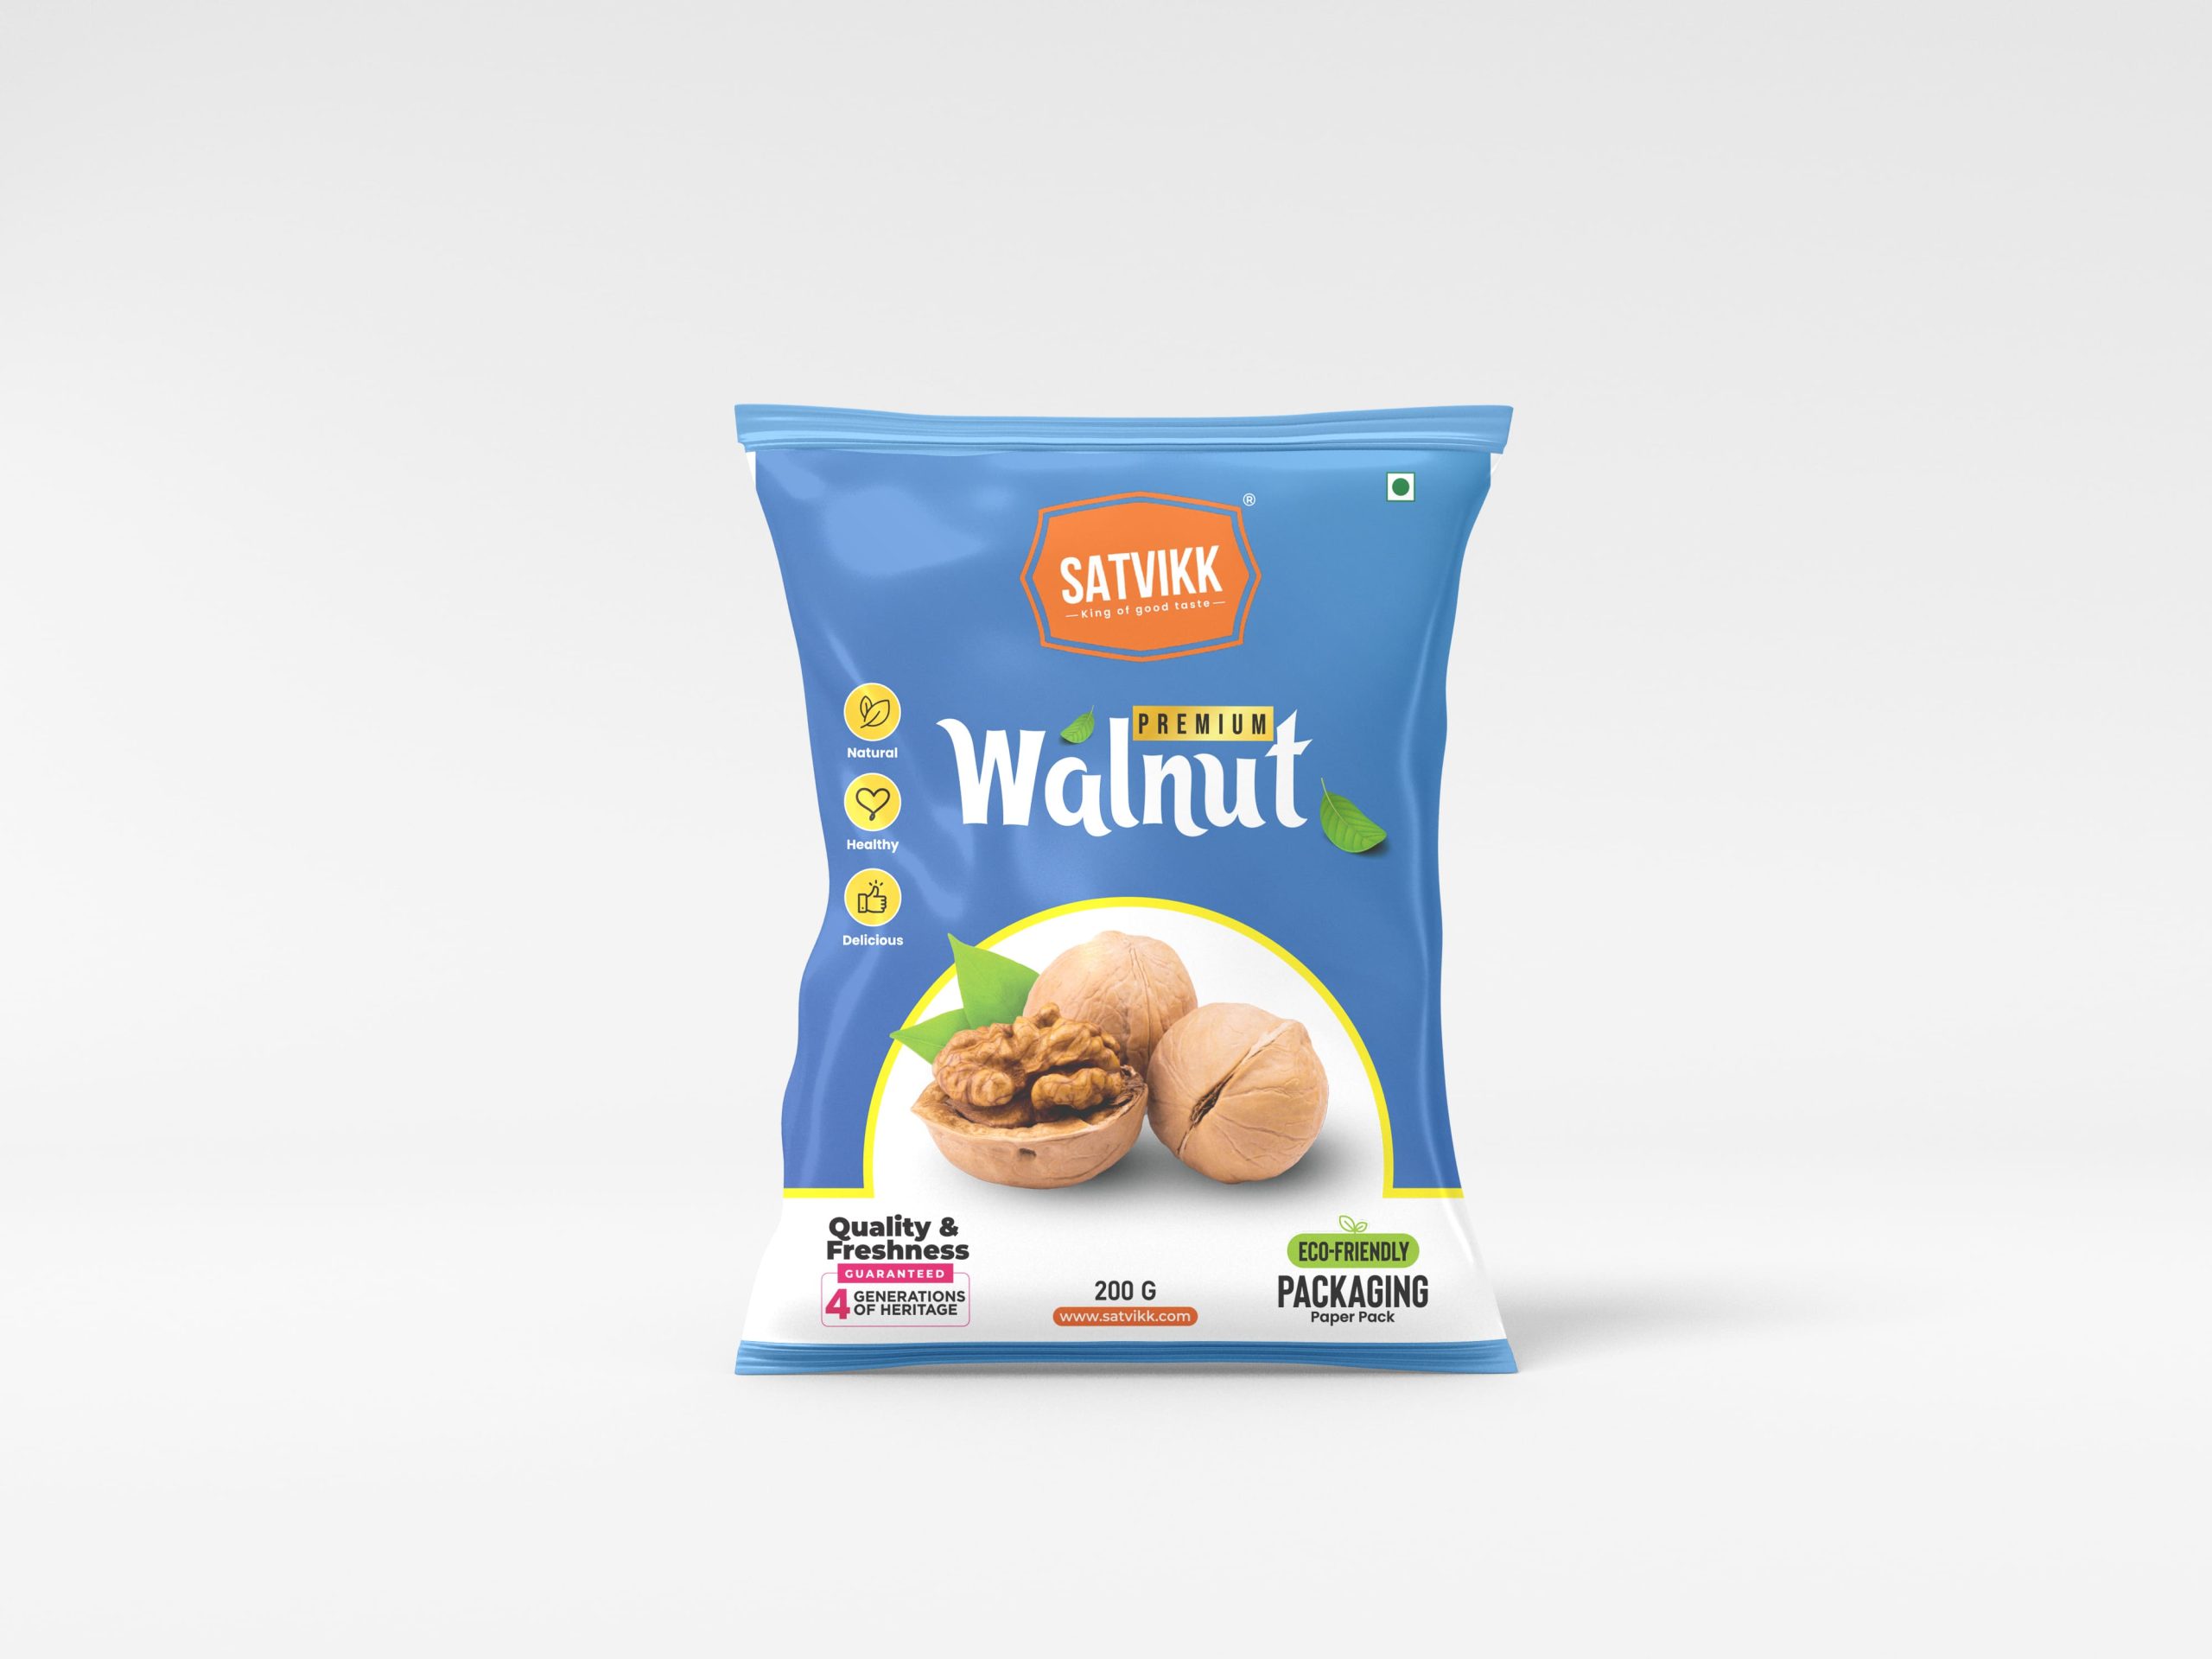 SATVIKK
®
King of good taste
PREMIUM
Walnut
Natural
Healthy
Delicious
Quality &
Freshness
GUARANTEED
4 GENERATIONS
OF HERITAGE
200 G
www.satvikk.com
ECO-FRIENDLY
PACKAGING
Paper Pack